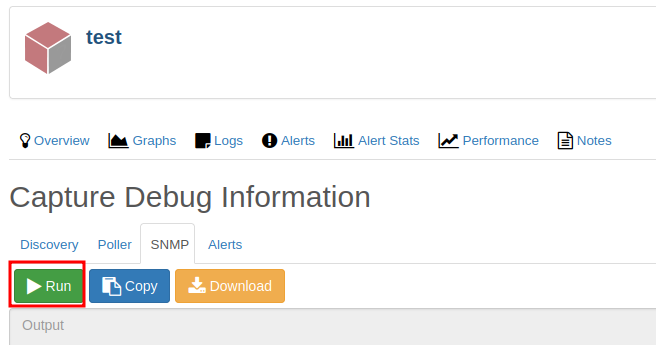 test
Overview Graphs Logs Alerts Alert Stats Performance Notes
Capture Debug Information
Discovery Poller SNMP Alerts
Run Copy Download
Output